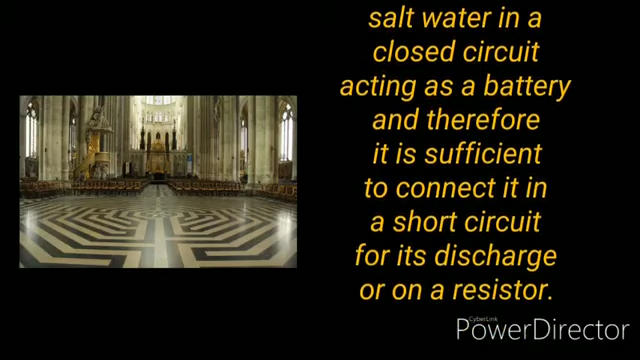 salt water in a
closed circuit
acting as a battery
and therefore
it is sufficient
to connect it in
a short circuit
for its discharge
or on a resistor.
CyberLink
PowerDirector